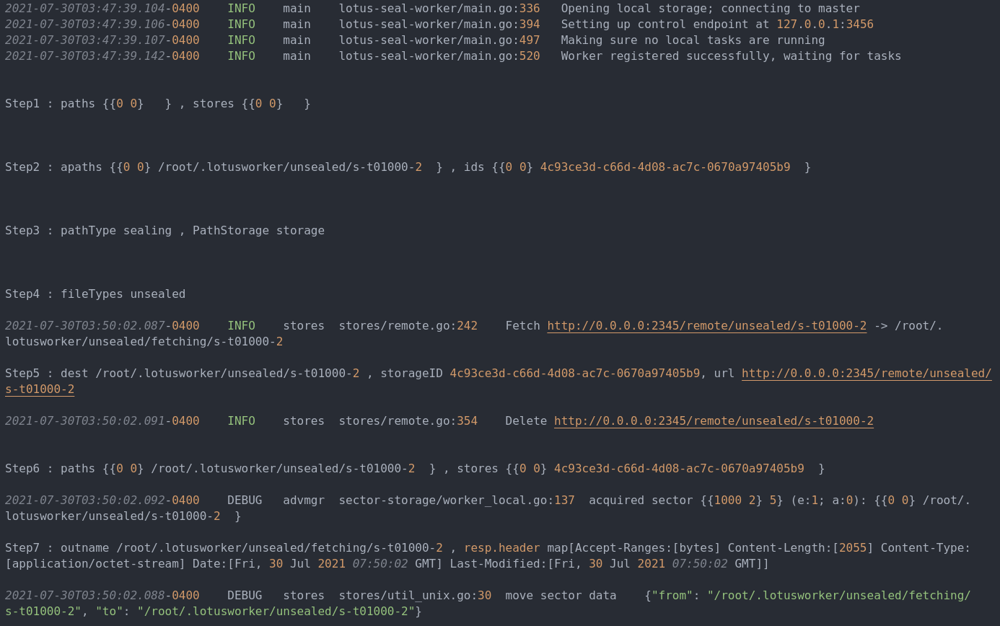 2021-07-30T03:47:39.104-0400    INFO    main    lotus-seal-worker/main.go:336   Opening local storage; connecting to master
2021-07-30T03:47:39.106-0400    INFO    main    lotus-seal-worker/main.go:394   Setting up control endpoint at 127.0.0.1:3456
2021-07-30T03:47:39.107-0400    INFO    main    lotus-seal-worker/main.go:497   Making sure no local tasks are running
2021-07-30T03:47:39.142-0400    INFO    main    lotus-seal-worker/main.go:520   Worker registered successfully, waiting for tasks
Step1 : paths {{0 0}   } , stores {{0 0}   }
Step2 : apaths {{0 0} /root/.lotusworker/unsealed/s-t01000-2  } , ids {{0 0} 4c93ce3d-c66d-4d08-ac7c-0670a97405b9  }
Step3 : pathType sealing , PathStorage storage
Step4 : fileTypes unsealed
2021-07-30T03:50:02.087-0400    INFO    stores  stores/remote.go:242    Fetch http://0.0.0.0:2345/remote/unsealed/s-t01000-2 -> /root/.
lotusworker/unsealed/fetching/s-t01000-2
Step5 : dest /root/.lotusworker/unsealed/s-t01000-2 , storageID 4c93ce3d-c66d-4d08-ac7c-0670a97405b9, url http://0.0.0.0:2345/remote/unsealed/
s-t01000-2
2021-07-30T03:50:02.091-0400    INFO    stores  stores/remote.go:354    Delete http://0.0.0.0:2345/remote/unsealed/s-t01000-2
Step6 : paths {{0 0} /root/.lotusworker/unsealed/s-t01000-2  } , stores {{0 0} 4c93ce3d-c66d-4d08-ac7c-0670a97405b9  }
2021-07-30T03:50:02.092-0400    DEBUG   advmgr  sector-storage/worker_local.go:137  acquired sector {{1000 2} 5} (e:1; a:0): {{0 0} /root/.
lotusworker/unsealed/s-t01000-2  }
Step7 : outname /root/.lotusworker/unsealed/fetching/s-t01000-2 , resp.header map[Accept-Ranges:[bytes] Content-Length:[2055] Content-Type:
[application/octet-stream] Date:[Fri, 30 Jul 2021 07:50:02 GMT] Last-Modified:[Fri, 30 Jul 2021 07:50:02 GMT]]
2021-07-30T03:50:02.088-0400    DEBUG   stores  stores/util_unix.go:30  move sector data    {"from": "/root/.lotusworker/unsealed/fetching/
s-t01000-2", "to": "/root/.lotusworker/unsealed/s-t01000-2"}